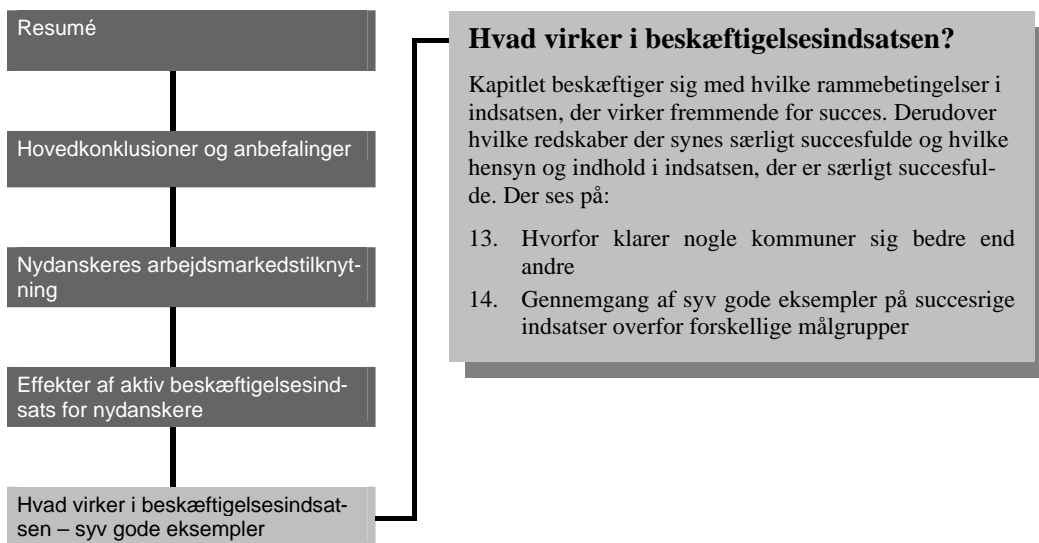 Resumé
Hovedkonklusioner og anbefalinger
Nydanskeres arbejdsmarkedstilknyt-
ning
Effekter af aktiv beskæftigelsesind-
sats for nydanskere
Hvad virker i beskæftigelsesindsat-
sen – syv gode eksempler
Hvad virker i beskæftigelsesindsatsen?
Kapitlet beskæftiger sig med hvilke rammebetingelser i
indsatsen, der virker fremmende for succes. Derudover
hvilke redskaber der synes særligt succesfulde og hvilke
hensyn og indhold i indsatsen, der er særligt succesful-
de. Der ses på:
13. Hvorfor klarer nogle kommuner sig bedre end
andre
14. Gennemgang af syv gode eksempler på succesrige
indsatser overfor forskellige målgrupper